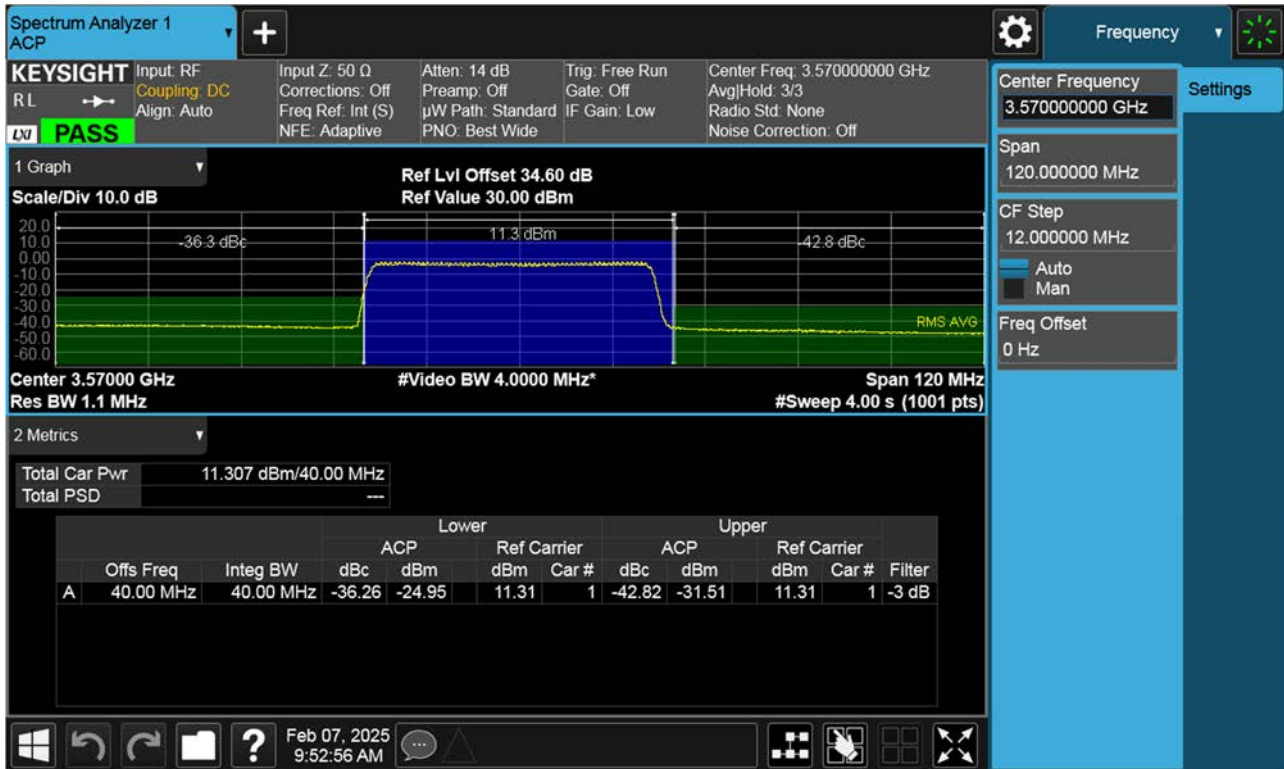 Spectrum Analyzer 1
ACP
+
Frequency
KEYSIGHT
RL
LXI
PASS
Input: RF
Coupling: DC
Align: Auto
Input Z: 50 Ω
Corrections: Off
Freq Ref: Int (S)
NFE: Adaptive
Atten: 14 dB
Preamp: Off
µW Path: Standard
PNO: Best Wide
Trig: Free Run
Gate: Off
IF Gain: Low
Center Freq: 3.570000000 GHz
Avg|Hold: 3/3
Radio Std: None
Noise Correction: Off
Center Frequency
3.570000000 GHz
Settings
Span
120.000000 MHz
CF Step
12.000000 MHz
Auto
Man
Freq Offset
0 Hz
1 Graph
Scale/Div 10.0 dB
Ref Lvl Offset 34.60 dB
Ref Value 30.00 dBm
20.0
10.0
0.00
-10.0
-20.0
-30.0
-40.0
-50.0
-60.0
-36.3 dBc
11.3 dBm
-42.8 dBc
RMS AVG
Center 3.57000 GHz
#Video BW 4.0000 MHz*
Span 120 MHz
Res BW 1.1 MHz
#Sweep 4.00 s (1001 pts)
2 Metrics
Total Car Pwr 11.307 dBm/40.00 MHz
Total PSD ---
Lower Upper
ACP Ref Carrier ACP Ref Carrier
Offs Freq Integ BW dBc dBm dBm Car # dBc dBm dBm Car # Filter
A 40.00 MHz 40.00 MHz -36.26 -24.95 11.31 1 -42.82 -31.51 11.31 1 -3 dB
?
Feb 07, 2025
9:52:56 AM